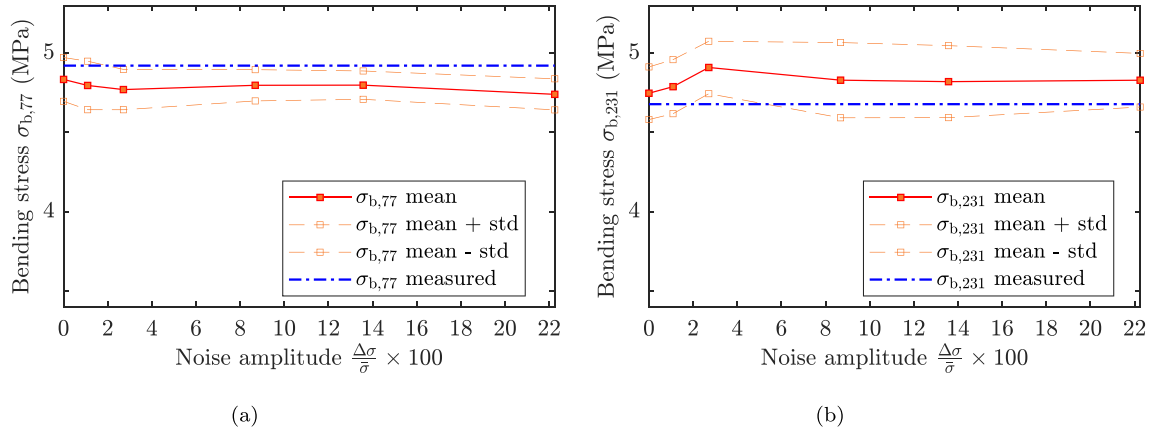 Bending stress σb,77 (MPa)
5
4
σb,77 mean
σb,77 mean + std
σb,77 mean - std
σb,77 measured
0 2 4 6 8 10 12 14 16 18 20 22
Noise amplitude Δσ/σ̄ × 100
(a)
Bending stress σb,231 (MPa)
5
4
σb,231 mean
σb,231 mean + std
σb,231 mean - std
σb,231 measured
0 2 4 6 8 10 12 14 16 18 20 22
Noise amplitude Δσ/σ̄ × 100
(b)